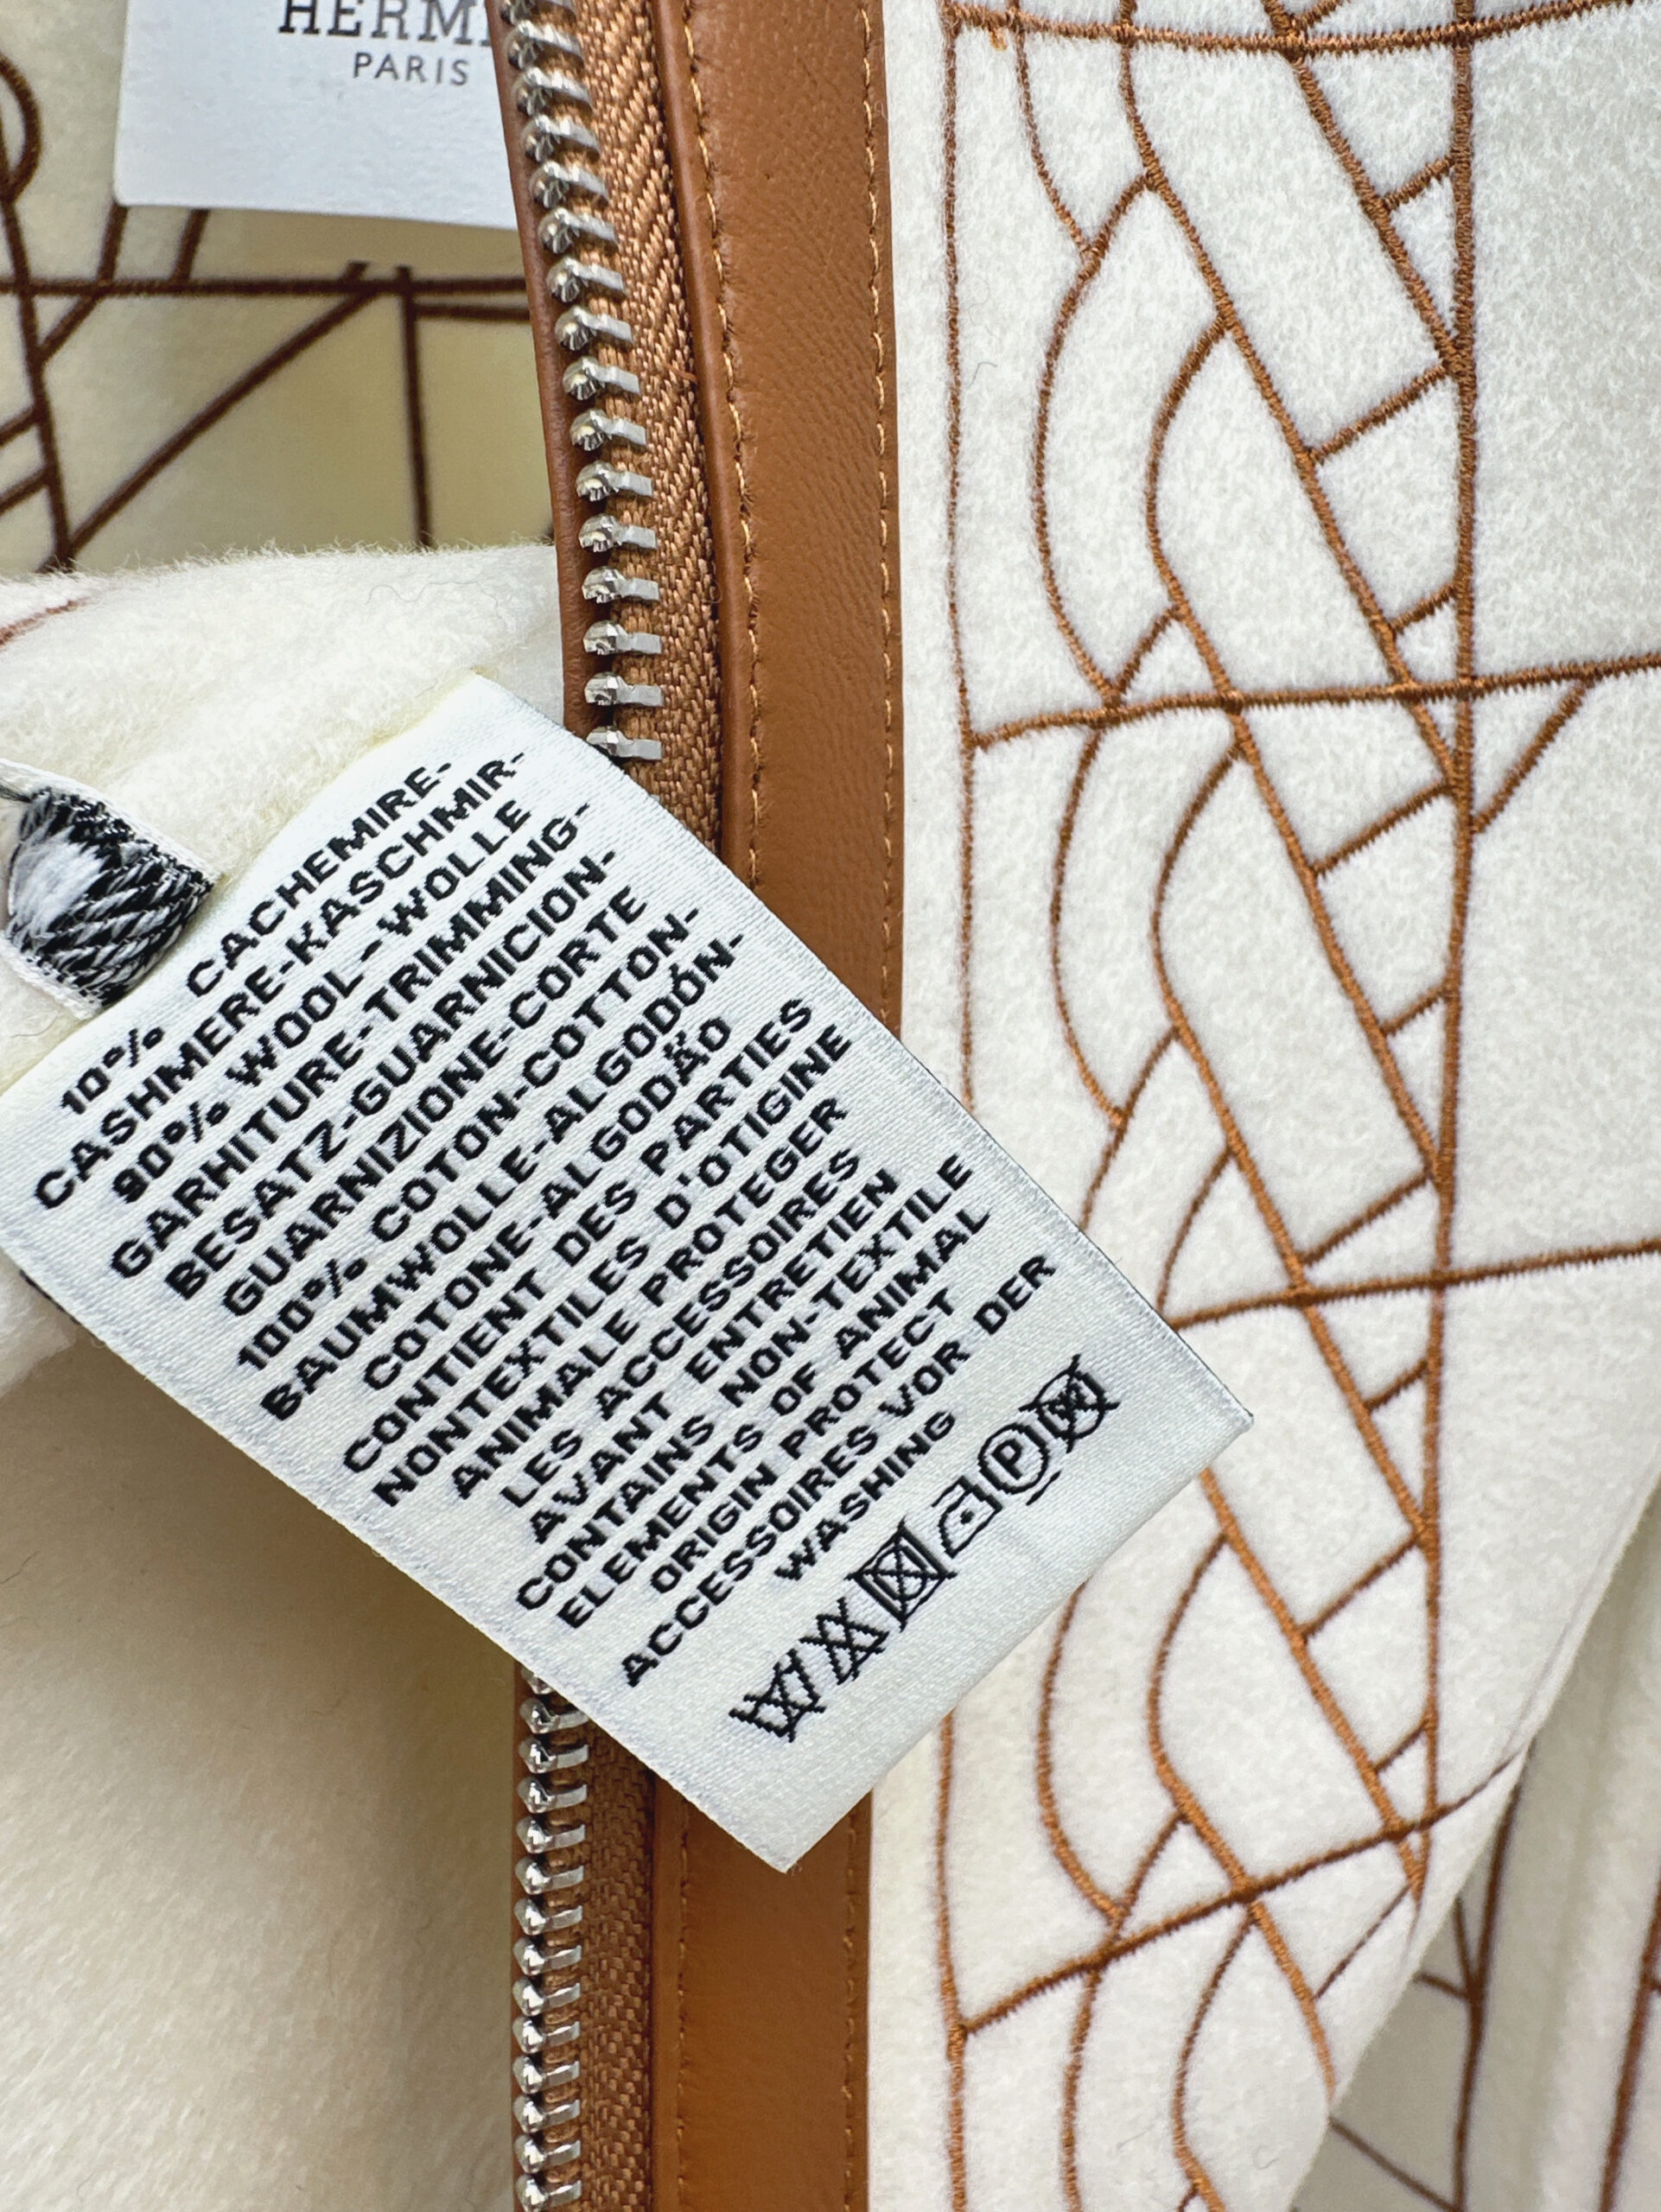 HERM
PARIS
10% CACHEMIRE-
CASHMERE-KASCHMIR-
90% WOOL-WOLLE
GARHITURE-TRIMMING-
BESATZ-GUARNICION-
GUARNIZIONE-CORTE
100% COTON-COTTON-
BAUMWOLLE-ALGODÓN-
COTONE-ALGODÃO
CONTIENT DES PARTIES
NONTEXTILES D'OTIGINE
ANIMALE PROTEGER
LES ACCESSOIRES
AVANT ENTRETIEN
CONTAINS NON-TEXTILE
ELEMENTS OF ANIMAL
ORIGIN PROTECT
ACCESSOIRES VOR DER
WASHING
P